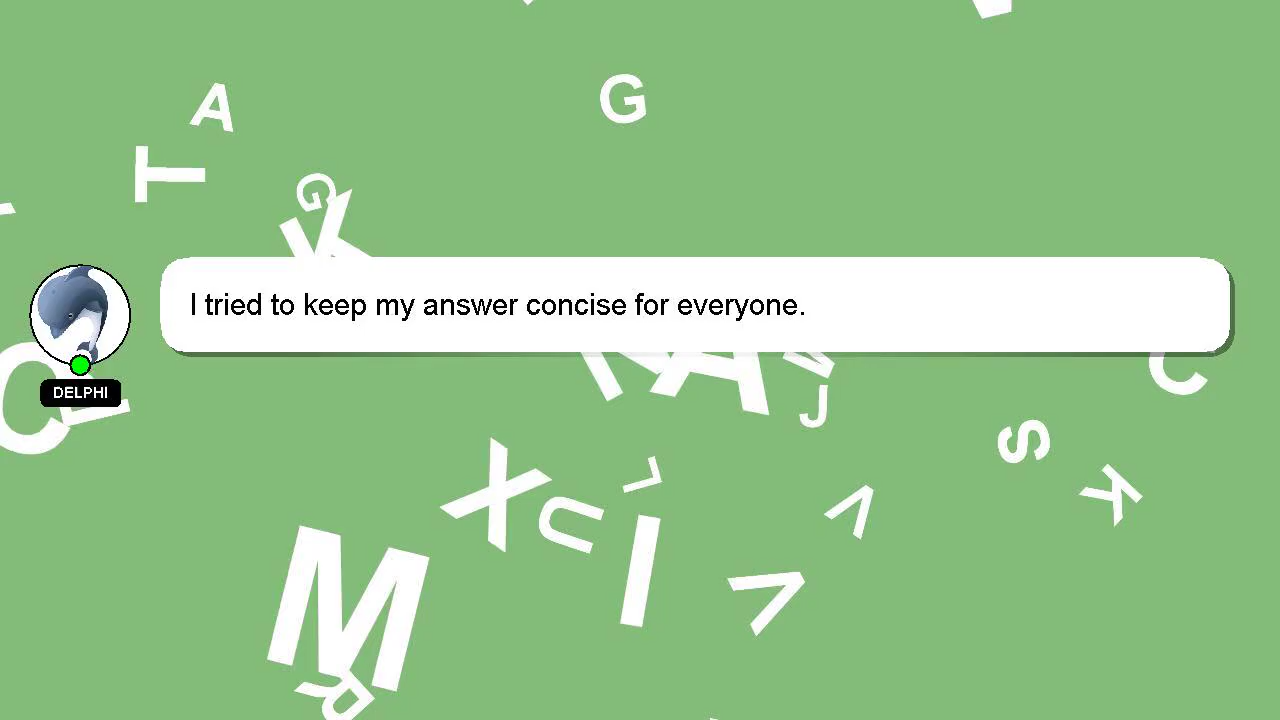 I tried to keep my answer concise for everyone.
DELPHI
A
G
T
G
K
A
J
C
C
S
K
X
L
U
I
V
V
M
R